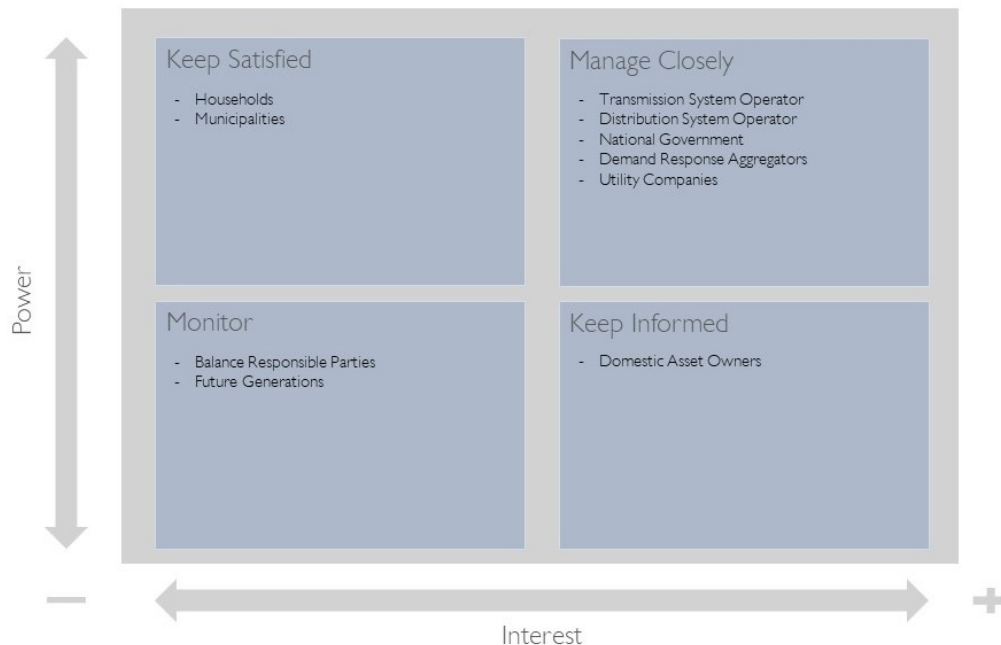 Keep Satisfied
- Households
- Municipalities
Manage Closely
- Transmission System Operator
- Distribution System Operator
- National Government
- Demand Response Aggregators
- Utility Companies
Power
Monitor
- Balance Responsible Parties
- Future Generations
Keep Informed
- Domestic Asset Owners
Interest